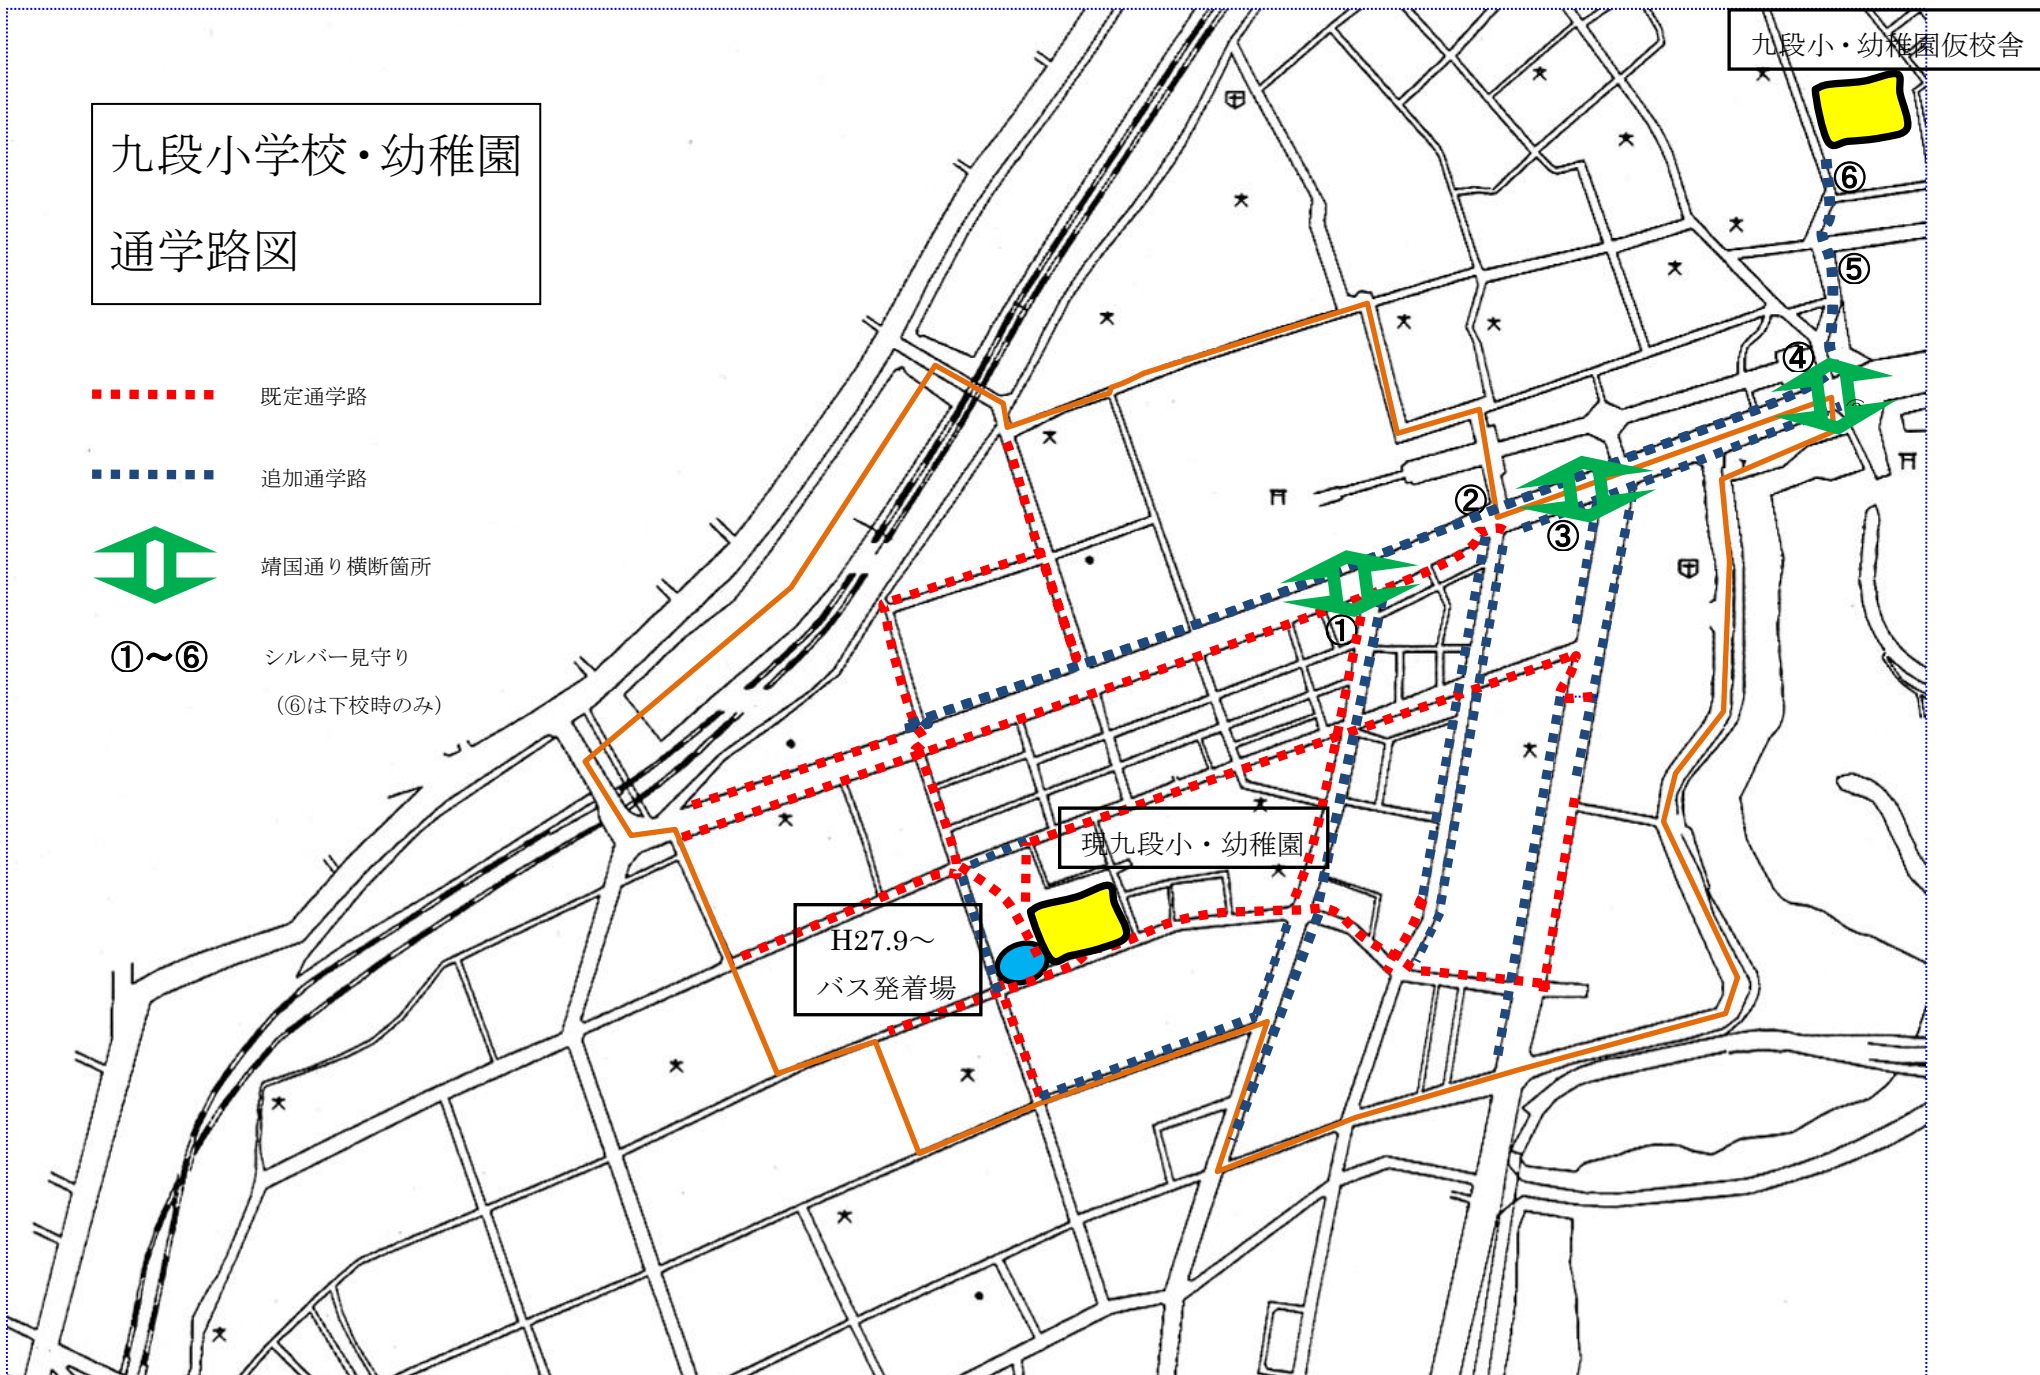 九段小・幼稚園仮校舎
九段小学校・幼稚園
通学路図
⑥
⑤
④
既定通学路
追加通学路
②
③
靖国通り横断箇所
①
①～⑥
シルバー見守り
（⑥は下校時のみ）
現九段小・幼稚園
H27.9～
バス発着場